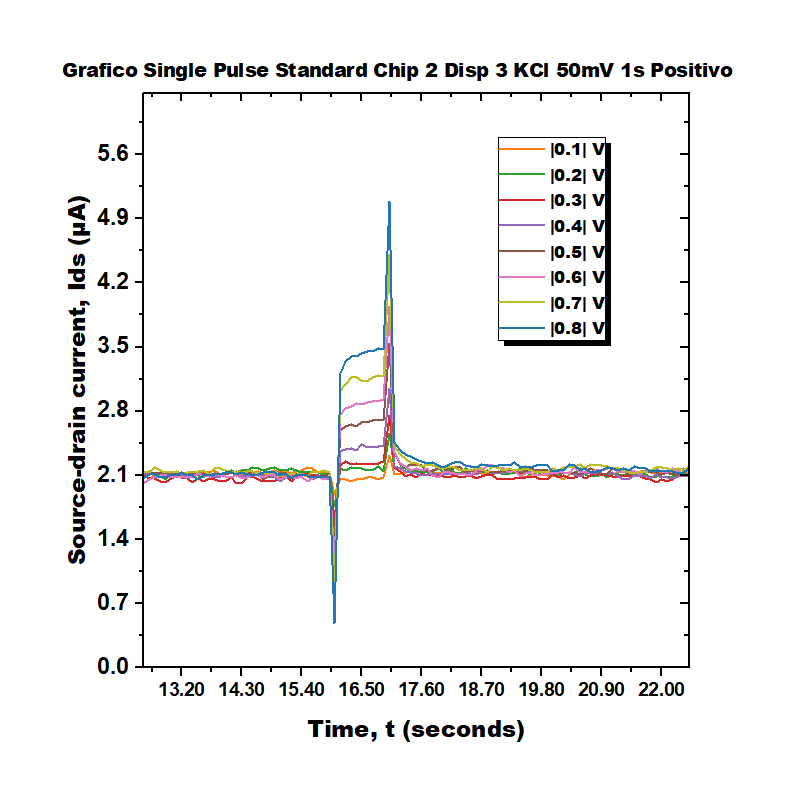 Grafico Single Pulse Standard Chip 2 Disp 3 KCl 50mV 1s Positivo
|0.1| V
|0.2| V
|0.3| V
|0.4| V
|0.5| V
|0.6| V
|0.7| V
|0.8| V
Source-drain current, Ids (μA)
5.6
4.9
4.2
3.5
2.8
2.1
1.4
0.7
0.0
13.20 14.30 15.40 16.50 17.60 18.70 19.80 20.90 22.00
Time, t (seconds)